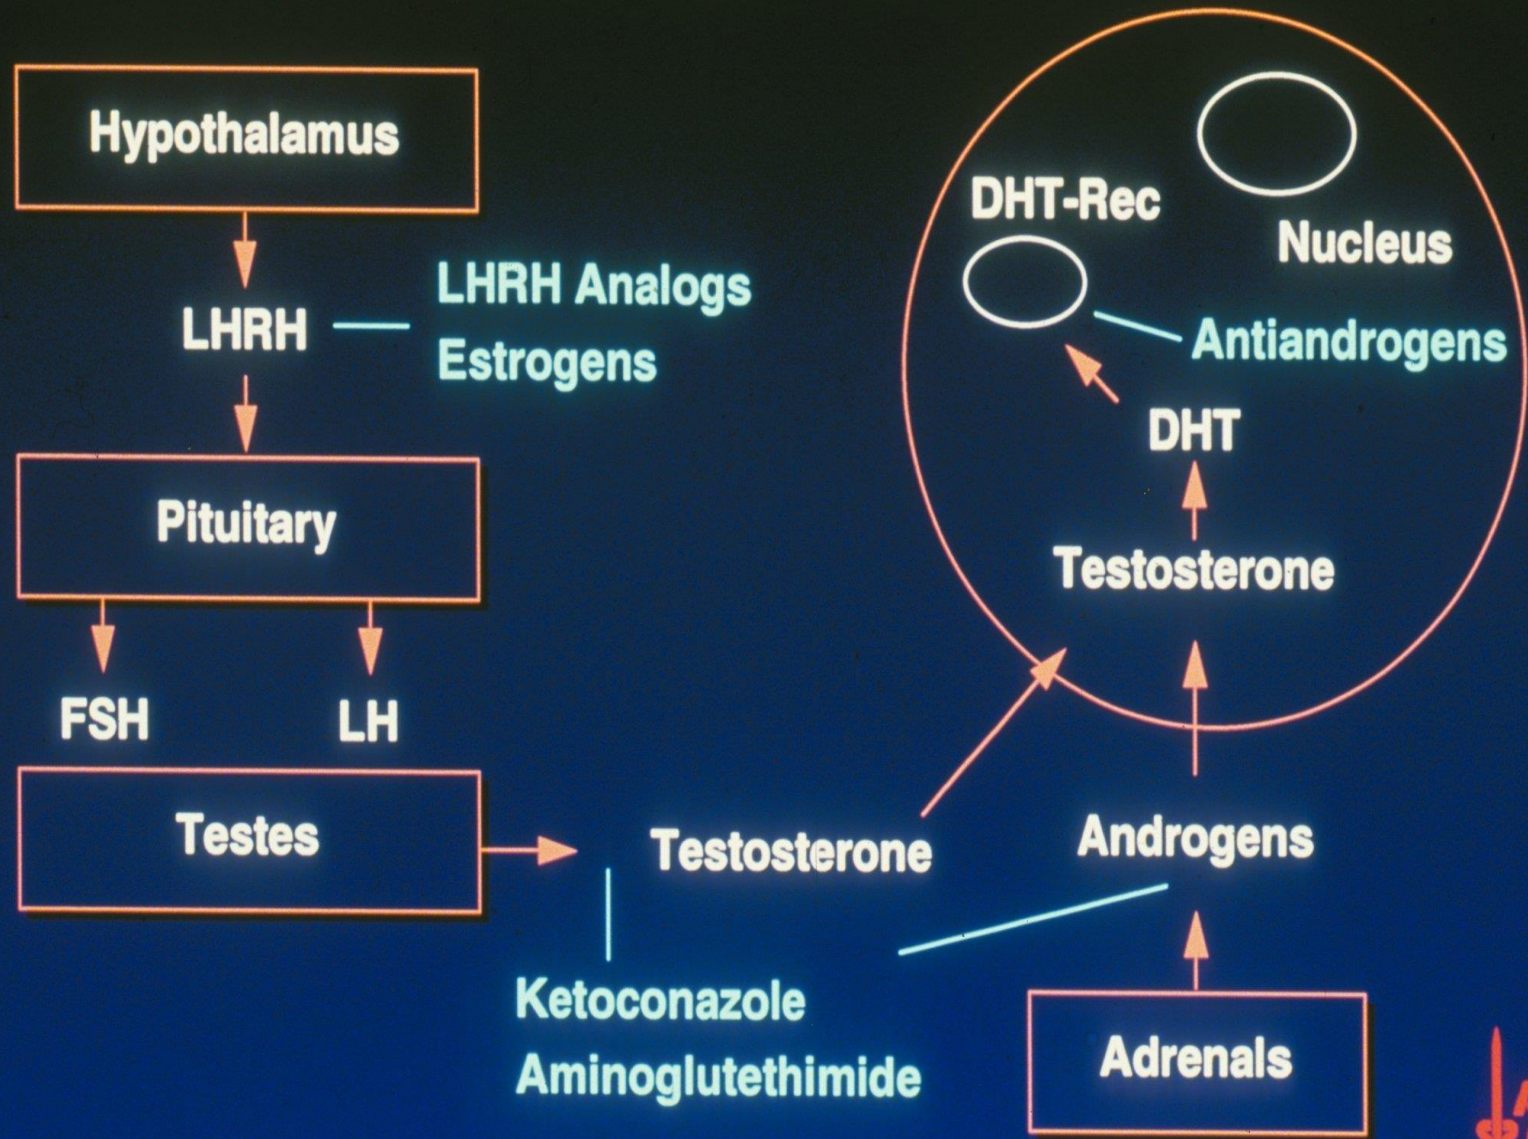 Hypothalamus
LHRH
LHRH Analogs
Estrogens
Pituitary
FSH
LH
Testes
Testosterone
Ketoconazole
Aminoglutethimide
DHT-Rec
Nucleus
Antiandrogens
DHT
Testosterone
Androgens
Adrenals